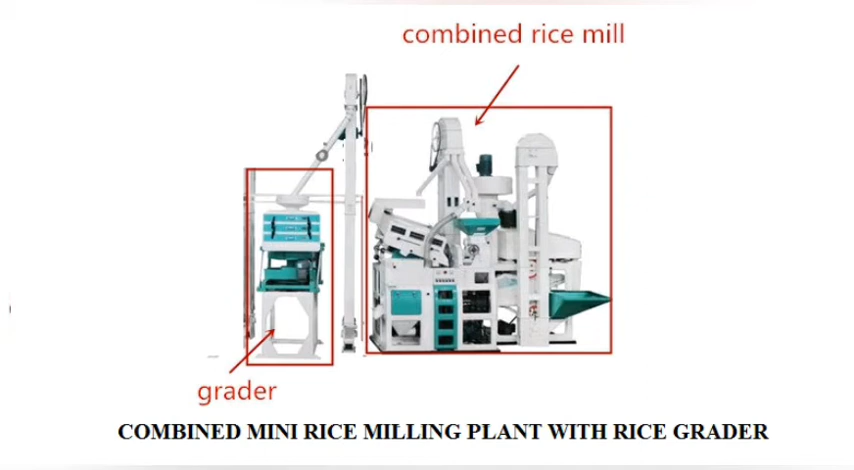 combined rice mill
grader
COMBINED MINI RICE MILLING PLANT WITH RICE GRADER